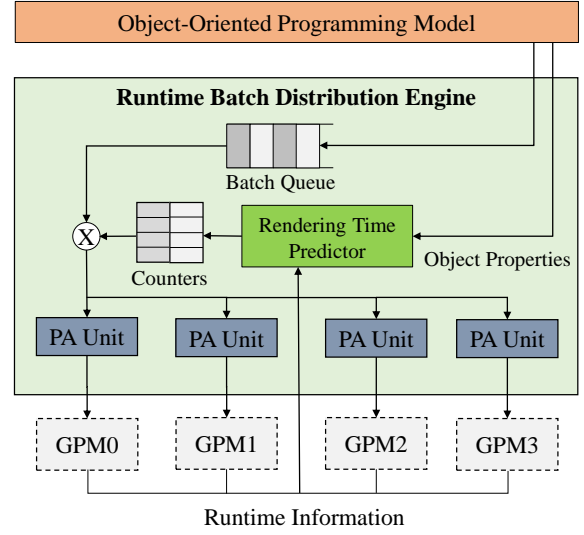 Object-Oriented Programming Model
Runtime Batch Distribution Engine
Batch Queue
X
Counters
Rendering Time
Predictor
Object Properties
PA Unit
PA Unit
PA Unit
PA Unit
GPM0
GPM1
GPM2
GPM3
Runtime Information